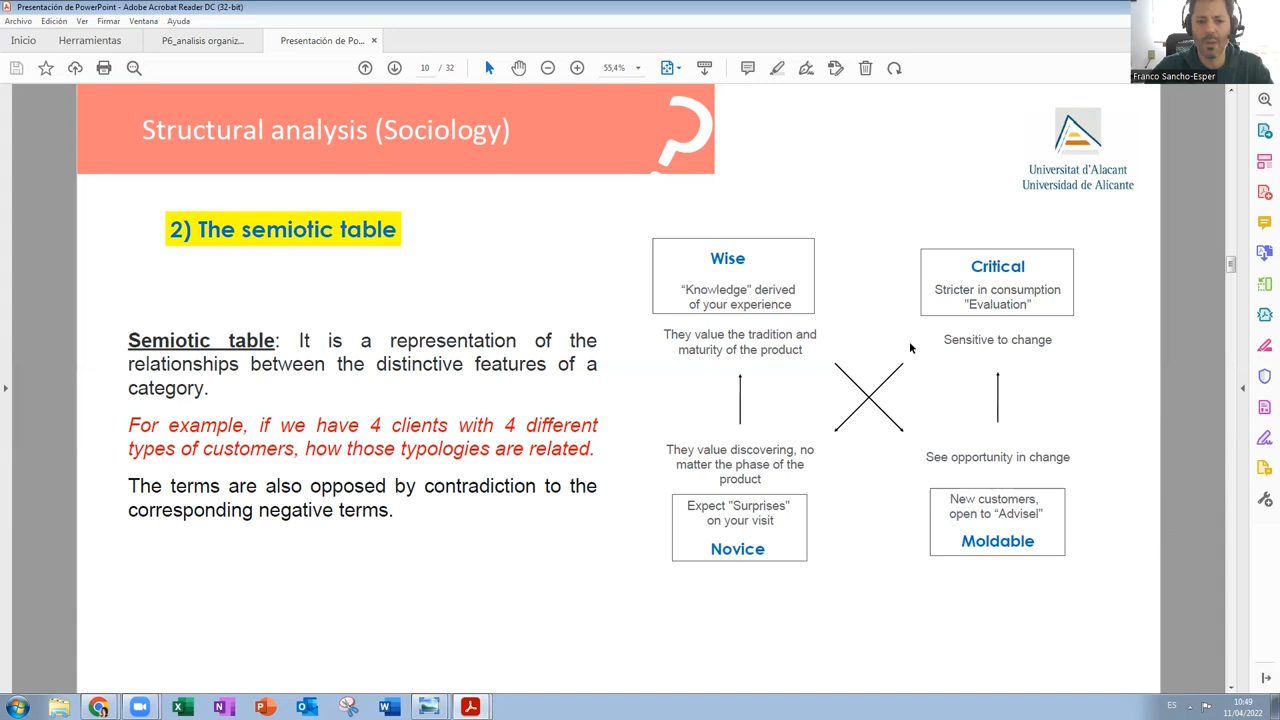 Presentación de PowerPoint - Adobe Acrobat Reader DC (32-bit)
Archivo Edición Ver Firmar Ventana Ayuda
Inicio Herramientas P6_analisis organiz... Presentación de Po... ×
10 / 32 55,4%
Franco Sancho-Esper
Structural analysis (Sociology)
?
Universitat d'Alacant
Universidad de Alicante
2) The semiotic table
Semiotic table: It is a representation of the
relationships between the distinctive features of a
category.
For example, if we have 4 clients with 4 different
types of customers, how those typologies are related.
The terms are also opposed by contradiction to the
corresponding negative terms.
Wise
“Knowledge” derived
of your experience
They value the tradition and
maturity of the product
Critical
Stricter in consumption
"Evaluation"
Sensitive to change
They value discovering, no
matter the phase of the
product
Expect "Surprises"
on your visit
Novice
See opportunity in change
New customers,
open to “Advisel”
Moldable
ES
10:49
11/04/2022